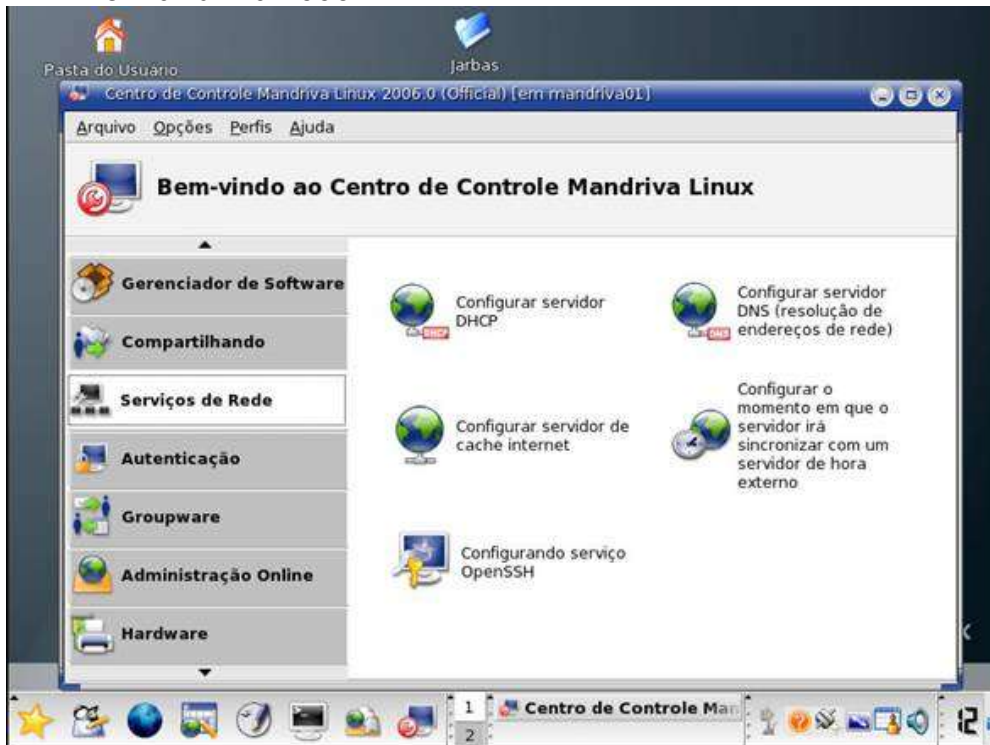 Pasta do Usuário
Jarbas
Centro de Controle Mandriva Linux 2006.0 (Official) [em mandriva01]
Arquivo Opções Perfis Ajuda
Bem-vindo ao Centro de Controle Mandriva Linux
Gerenciador de Software
Compartilhando
Serviços de Rede
Autenticação
Groupware
Administração Online
Hardware
Configurar servidor
DHCP
DHCP
Configurar servidor
DNS (resolução de
endereços de rede)
DNS
Configurar servidor de
cache internet
Configurar o
momento em que o
servidor irá
sincronizar com um
servidor de hora
externo
Configurando serviço
OpenSSH
1
2
Centro de Controle Man
12